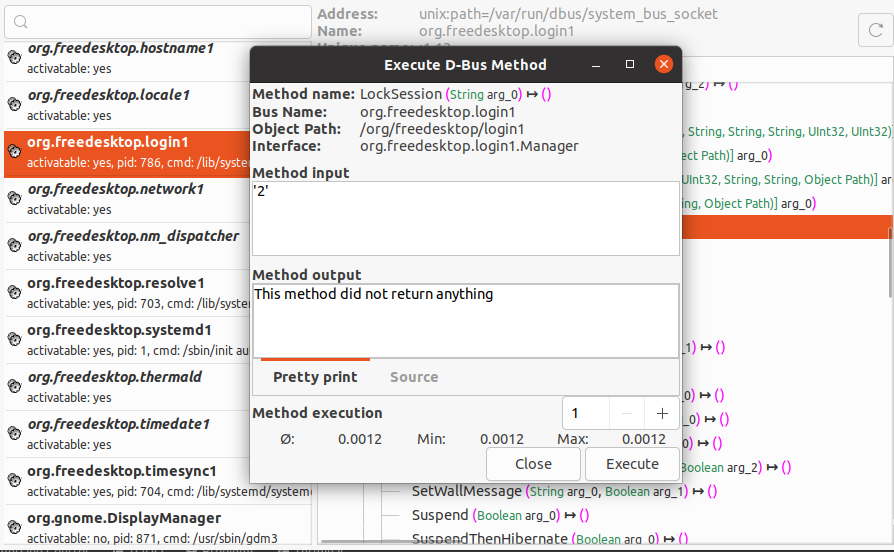 Address: unix:path=/var/run/dbus/system_bus_socket
Name: org.freedesktop.login1
org.freedesktop.hostname1
activatable: yes
org.freedesktop.locale1
activatable: yes
org.freedesktop.login1
activatable: yes, pid: 786, cmd: /lib/system
org.freedesktop.network1
activatable: yes
org.freedesktop.nm_dispatcher
activatable: yes
org.freedesktop.resolve1
activatable: yes, pid: 703, cmd: /lib/system
org.freedesktop.systemd1
activatable: yes, pid: 1, cmd: /sbin/init au
org.freedesktop.thermald
activatable: yes
org.freedesktop.timedate1
activatable: yes
org.freedesktop.timesync1
activatable: yes, pid: 704, cmd: /lib/systemd/systeme
org.gnome.DisplayManager
activatable: no, pid: 871, cmd: /usr/sbin/gdm3
Execute D-Bus Method
Method name: LockSession (String arg_0) ↦ ()
Bus Name: org.freedesktop.login1
Object Path: /org/freedesktop/login1
Interface: org.freedesktop.login1.Manager
Method input
'2'
Method output
This method did not return anything
Pretty print Source
Method execution 1 − +
Ø: 0.0012 Min: 0.0012 Max: 0.0012
Close Execute
_2) ↦ ()
, String, String, String, UInt32, UInt32)
ect Path)] arg_0)
UInt32, String, String, Object Path)] ar
ing, Object Path)] arg_0)
_1) ↦ ()
_0) ↦ ()
_0) ↦ ()
0) ↦ ()
Boolean arg_2) ↦ ()
SetWallMessage (String arg_0, Boolean arg_1) ↦ ()
Suspend (Boolean arg_0) ↦ ()
SuspendThenHibernate (Boolean arg_0) ↦ ()